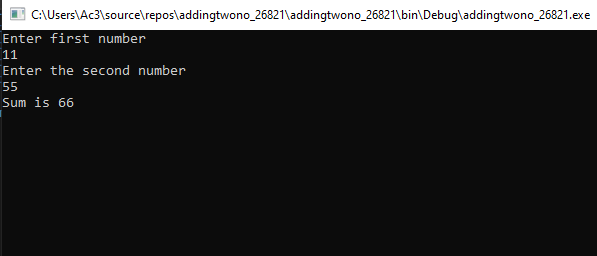 C:\Users\Ac3\source\repos\addingtwono_26821\addingtwono_26821\bin\Debug\addingtwono_26821.exe
Enter first number
11
Enter the second number
55
Sum is 66